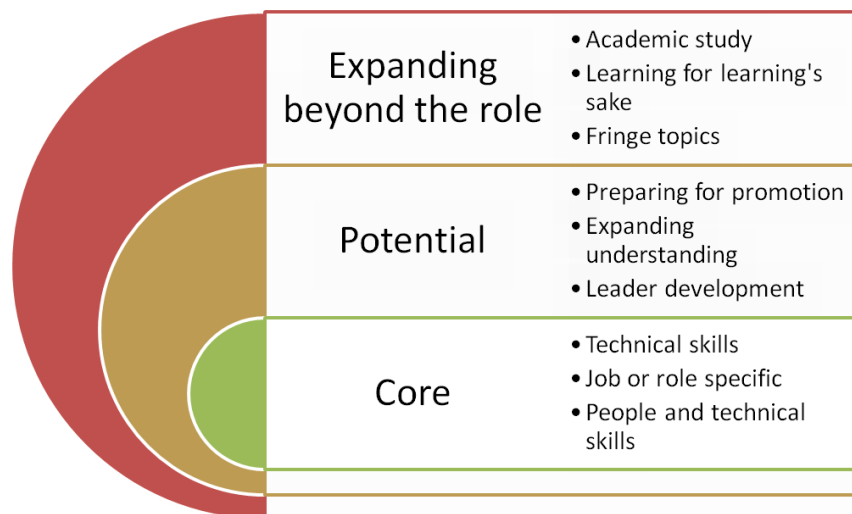 Expanding
beyond the role
• Academic study
• Learning for learning's
sake
• Fringe topics
Potential
• Preparing for promotion
• Expanding
understanding
• Leader development
Core
• Technical skills
• Job or role specific
• People and technical
skills